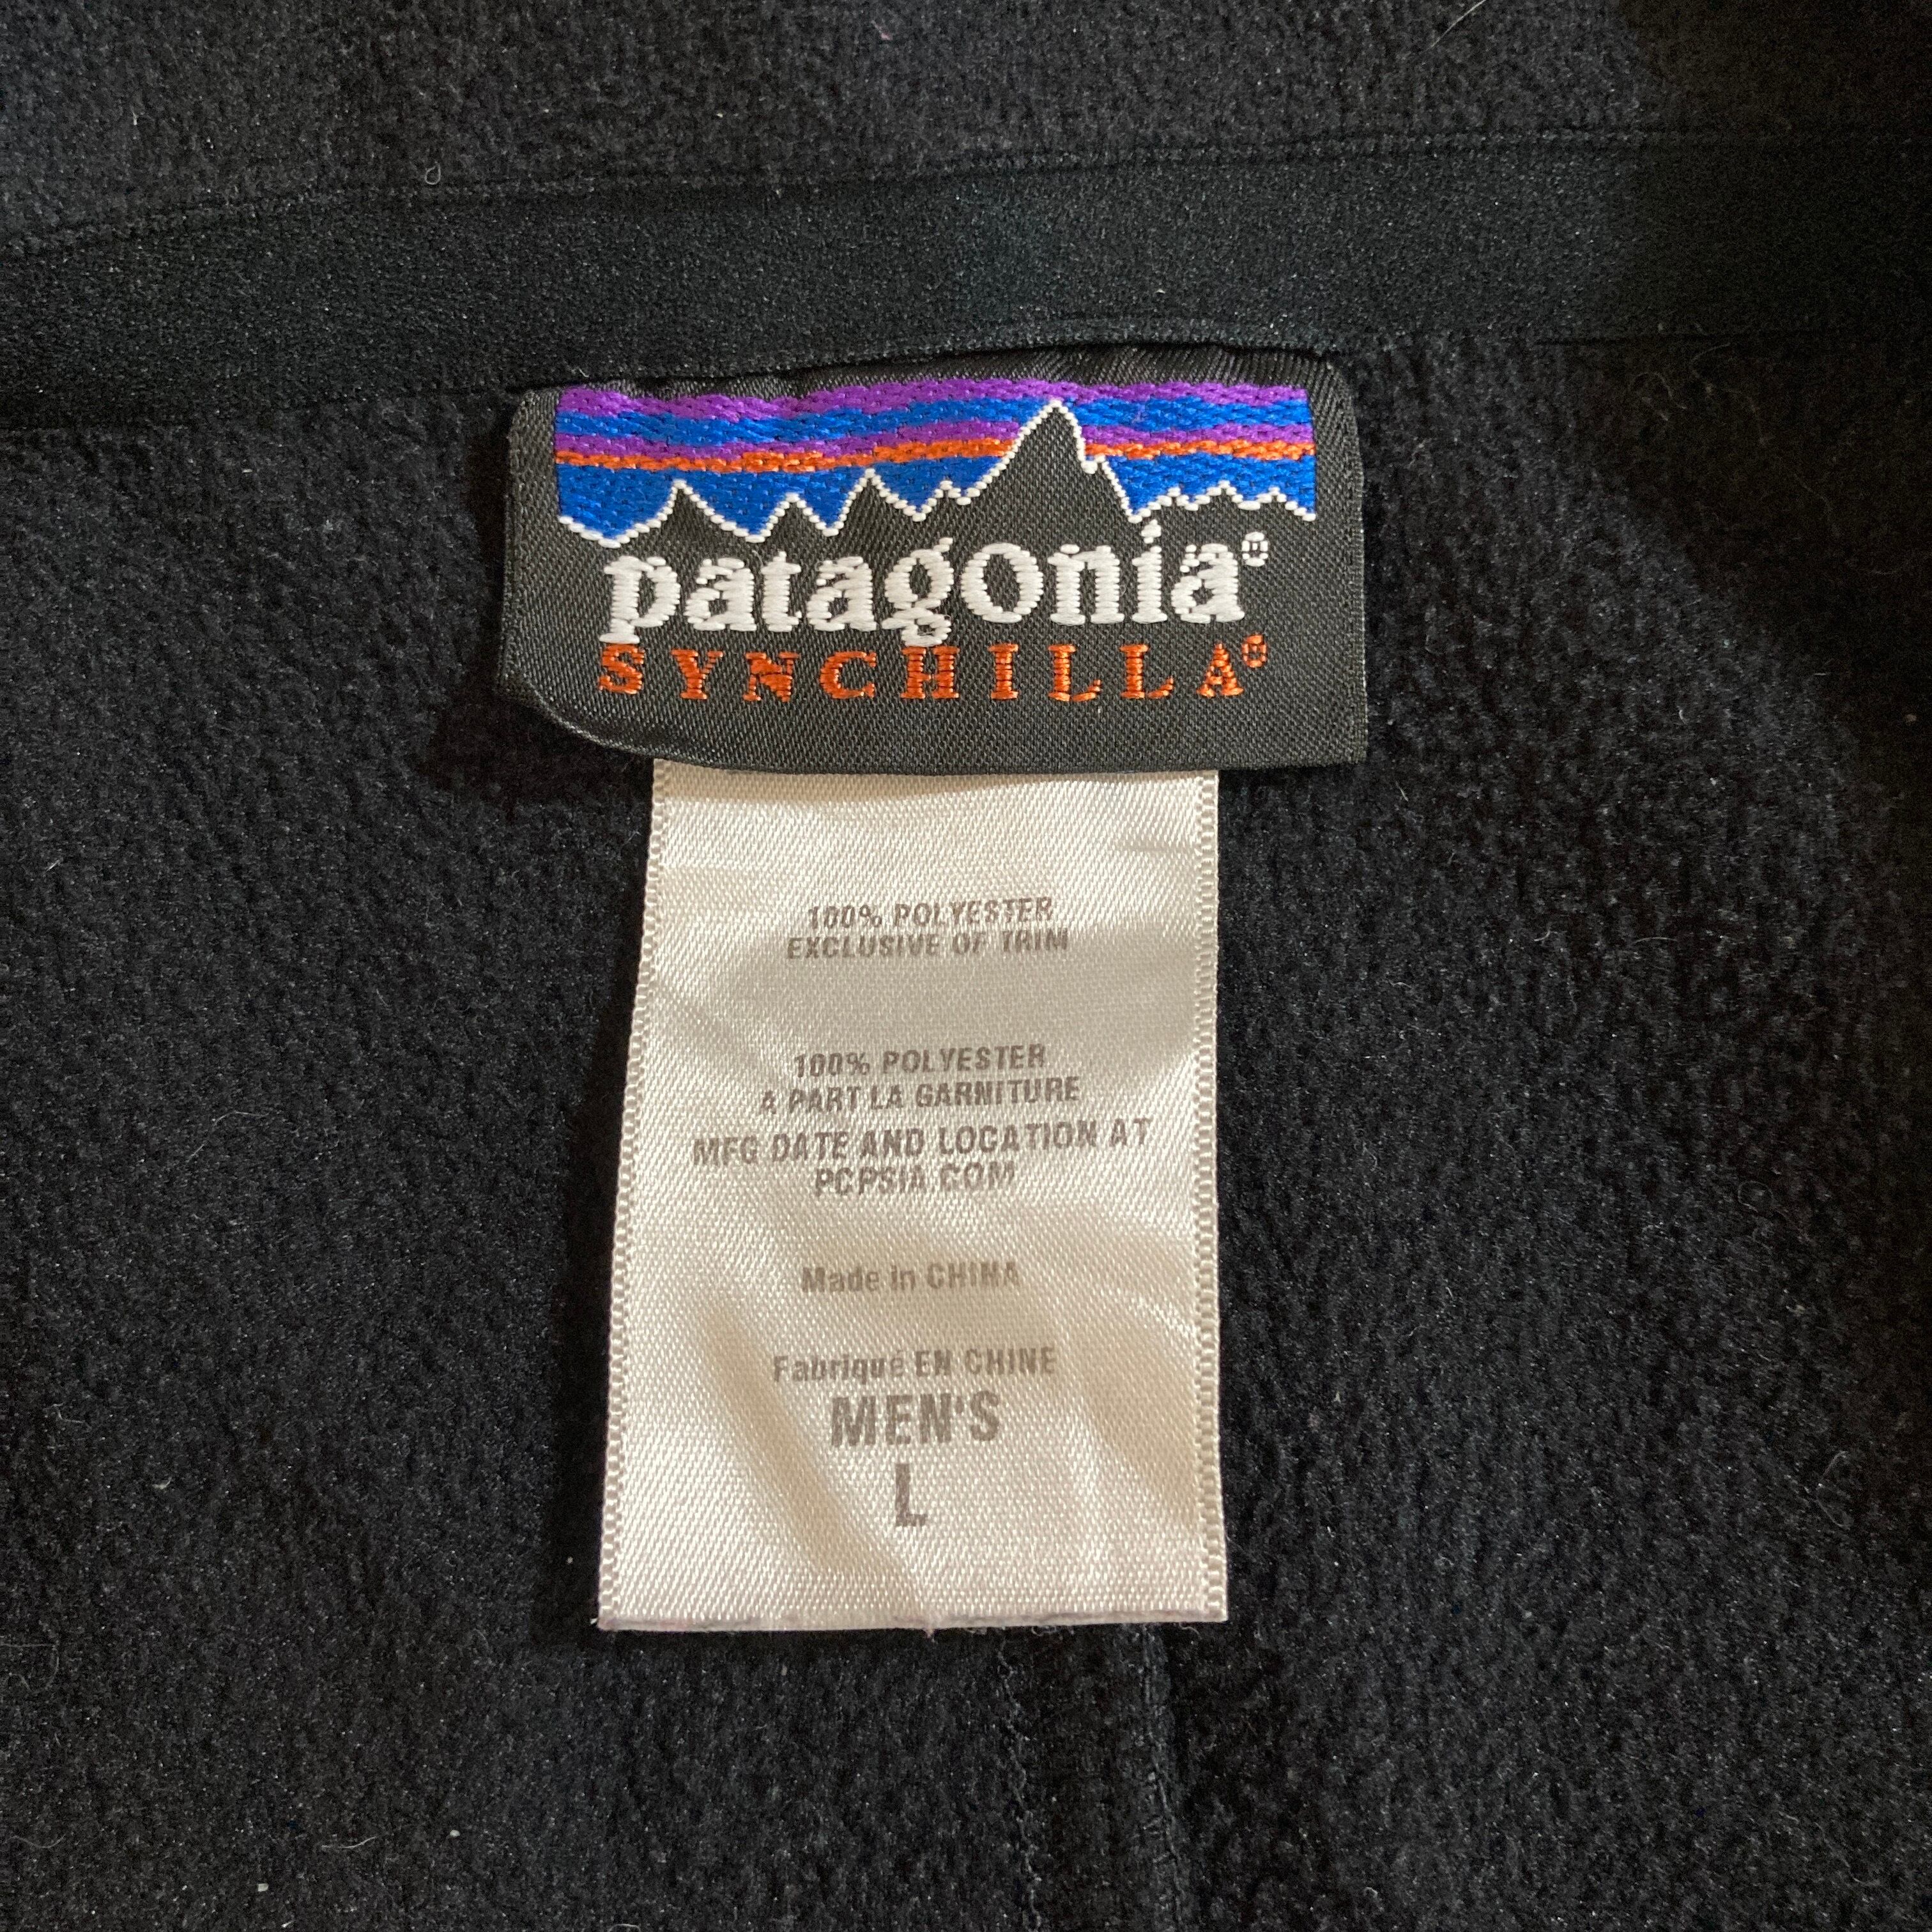 patagonia®
SYNCHILLA®
100% POLYESTER
EXCLUSIVE OF TRIM
100% POLYESTER
A PART LA GARNITURE
MFG DATE AND LOCATION AT
PCPSIA.COM
Made in CHINA
Fabriqué EN CHINE
MEN'S
L